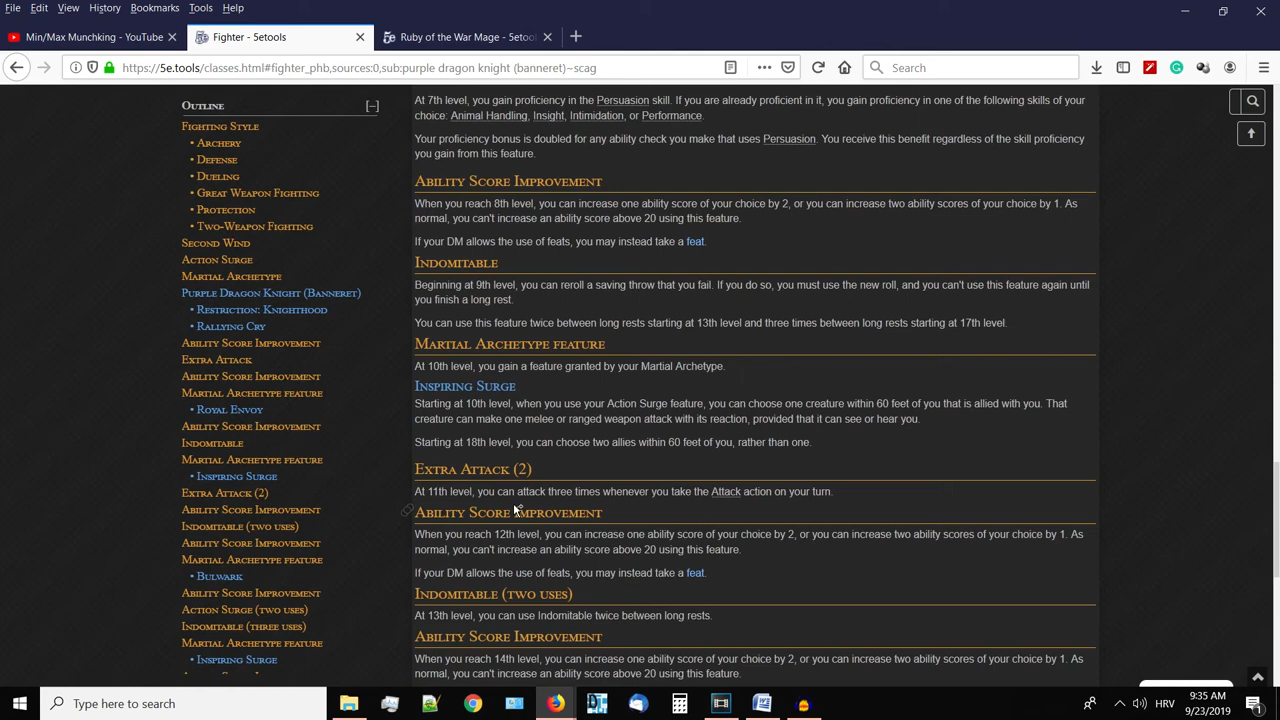 File Edit View History Bookmarks Tools Help
Min/Max Munchking - YouTube
Fighter - 5etools
Ruby of the War Mage - 5etool
https://5e.tools/classes.html#fighter_phb,sources:0,sub:purple dragon knight (banneret)~scag
Search
Outline [–]
Fighting Style
• Archery
• Defense
• Dueling
• Great Weapon Fighting
• Protection
• Two-Weapon Fighting
Second Wind
Action Surge
Martial Archetype
Purple Dragon Knight (Banneret)
• Restriction: Knighthood
• Rallying Cry
Ability Score Improvement
Extra Attack
Ability Score Improvement
Martial Archetype feature
• Royal Envoy
Ability Score Improvement
Indomitable
Martial Archetype feature
• Inspiring Surge
Extra Attack (2)
Ability Score Improvement
Indomitable (two uses)
Ability Score Improvement
Martial Archetype feature
• Bulwark
Ability Score Improvement
Action Surge (two uses)
Indomitable (three uses)
Martial Archetype feature
• Inspiring Surge
At 7th level, you gain proficiency in the Persuasion skill. If you are already proficient in it, you gain proficiency in one of the following skills of your
choice: Animal Handling, Insight, Intimidation, or Performance.
Your proficiency bonus is doubled for any ability check you make that uses Persuasion. You receive this benefit regardless of the skill proficiency
you gain from this feature.
Ability Score Improvement
When you reach 8th level, you can increase one ability score of your choice by 2, or you can increase two ability scores of your choice by 1. As
normal, you can't increase an ability score above 20 using this feature.
If your DM allows the use of feats, you may instead take a feat.
Indomitable
Beginning at 9th level, you can reroll a saving throw that you fail. If you do so, you must use the new roll, and you can't use this feature again until
you finish a long rest.
You can use this feature twice between long rests starting at 13th level and three times between long rests starting at 17th level.
Martial Archetype feature
At 10th level, you gain a feature granted by your Martial Archetype.
Inspiring Surge
Starting at 10th level, when you use your Action Surge feature, you can choose one creature within 60 feet of you that is allied with you. That
creature can make one melee or ranged weapon attack with its reaction, provided that it can see or hear you.
Starting at 18th level, you can choose two allies within 60 feet of you, rather than one.
Extra Attack (2)
At 11th level, you can attack three times whenever you take the Attack action on your turn.
Ability Score Improvement
When you reach 12th level, you can increase one ability score of your choice by 2, or you can increase two ability scores of your choice by 1. As
normal, you can't increase an ability score above 20 using this feature.
If your DM allows the use of feats, you may instead take a feat.
Indomitable (two uses)
At 13th level, you can use Indomitable twice between long rests.
Ability Score Improvement
When you reach 14th level, you can increase one ability score of your choice by 2, or you can increase two ability scores of your choice by 1. As
normal, you can't increase an ability score above 20 using this feature.
Type here to search
HRV
9:35 AM
9/23/2019